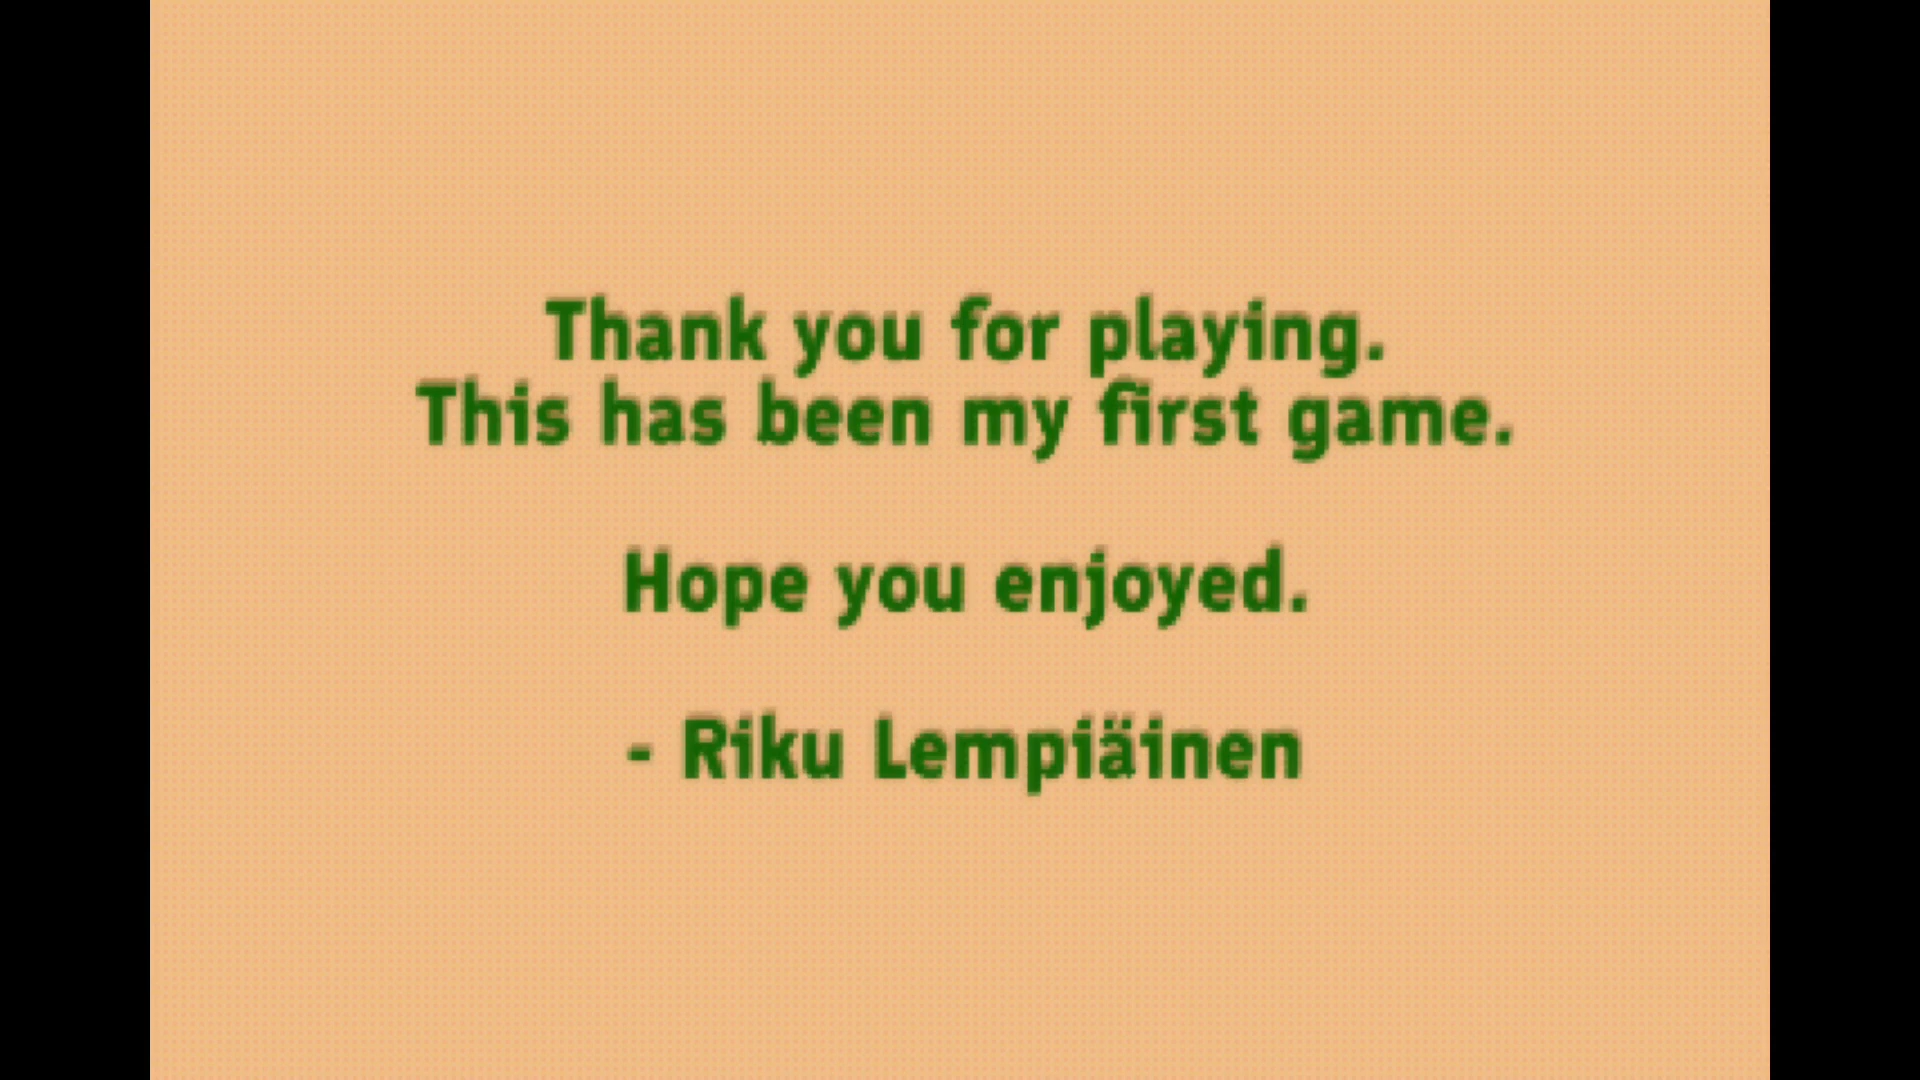 Thank you for playing.
This has been my first game.
Hope you enjoyed.
- Riku Lempiäinen